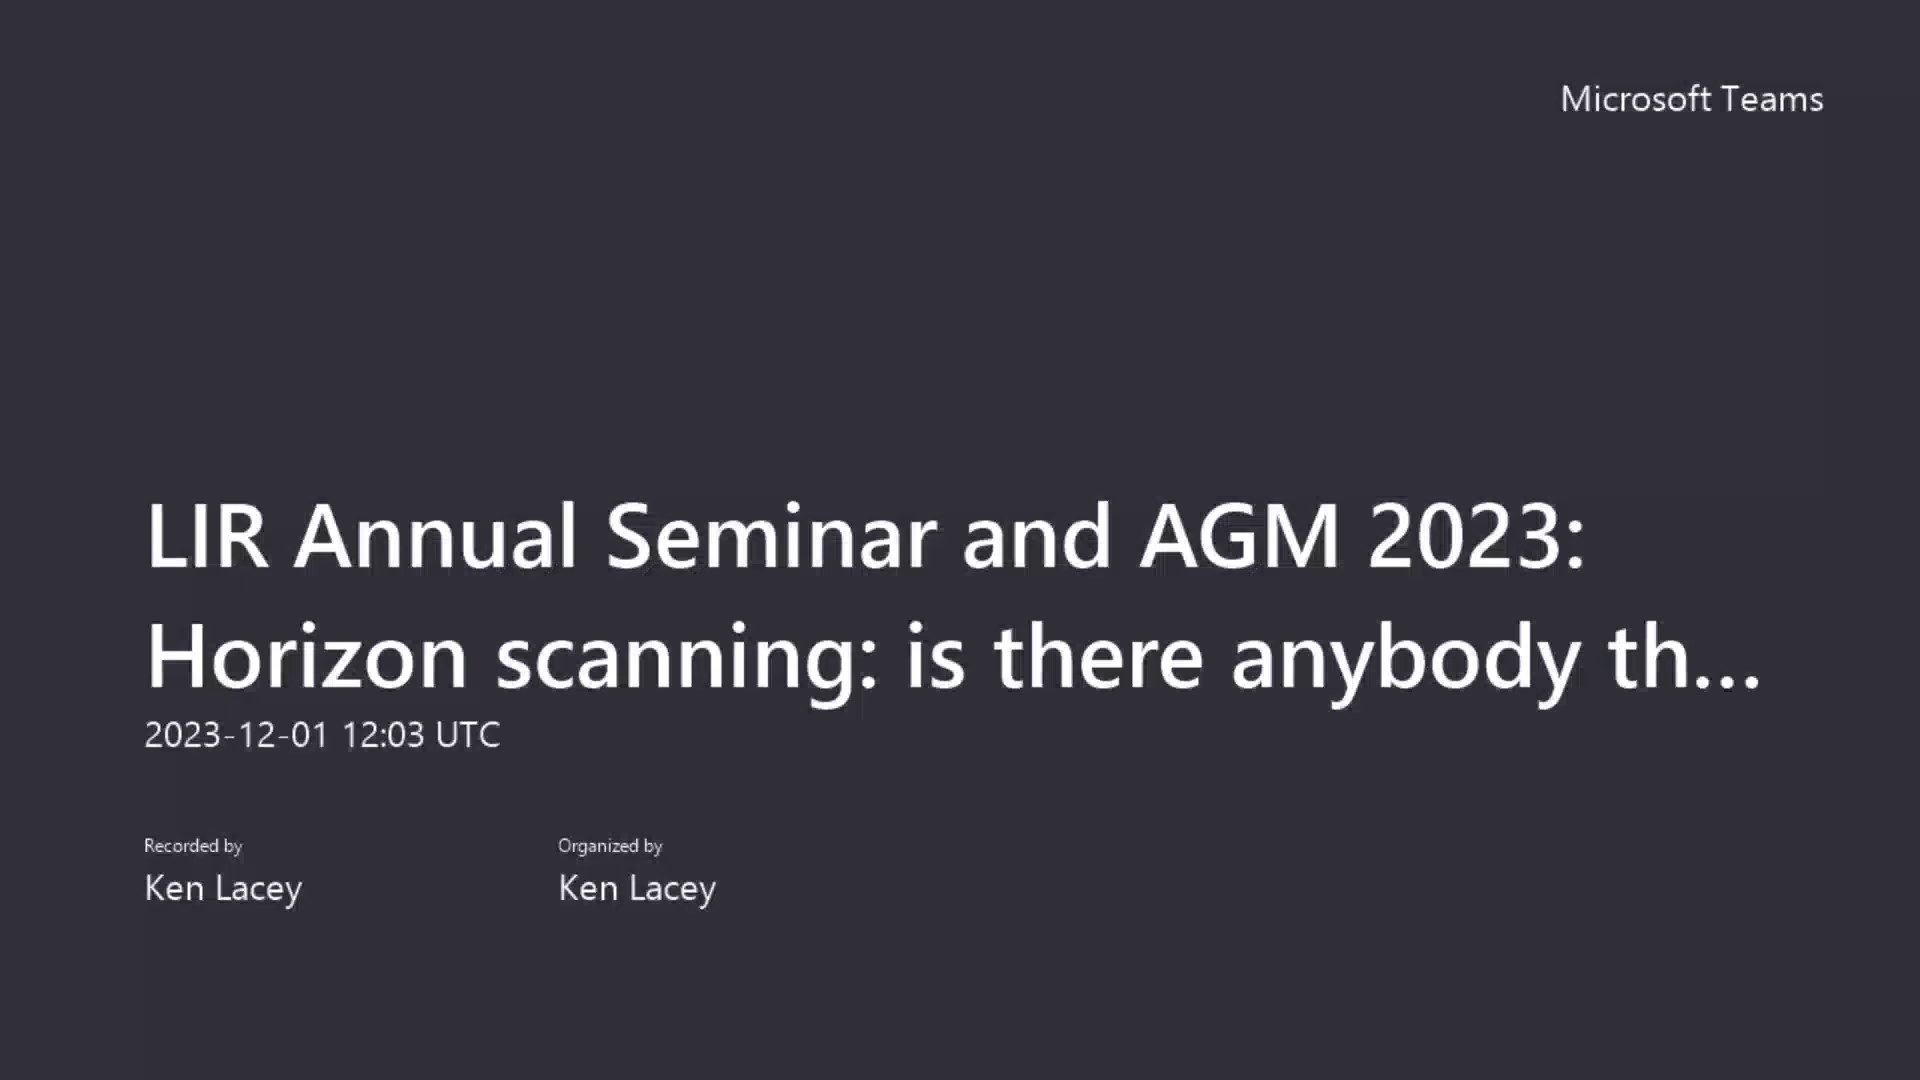 Microsoft Teams
LIR Annual Seminar and AGM 2023:
Horizon scanning: is there anybody th...
2023-12-01 12:03 UTC
Recorded by
Organized by
Ken Lacey
Ken Lacey